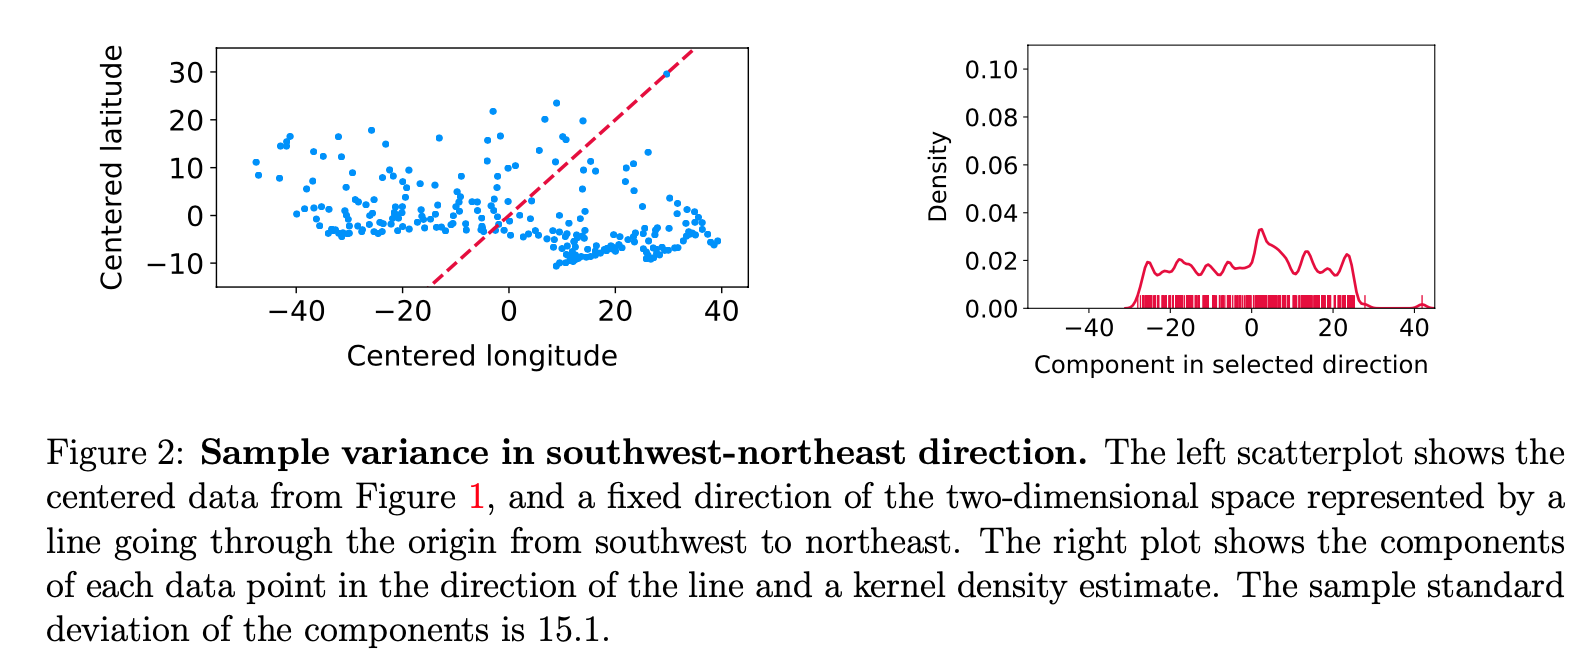 Centered latitude
30
20
10
0
−10
−40 −20 0 20 40
Centered longitude
Density
0.10
0.08
0.06
0.04
0.02
0.00
−40 −20 0 20 40
Component in selected direction
Figure 2: Sample variance in southwest-northeast direction. The left scatterplot shows the
centered data from Figure 1, and a fixed direction of the two-dimensional space represented by a
line going through the origin from southwest to northeast. The right plot shows the components
of each data point in the direction of the line and a kernel density estimate. The sample standard
deviation of the components is 15.1.